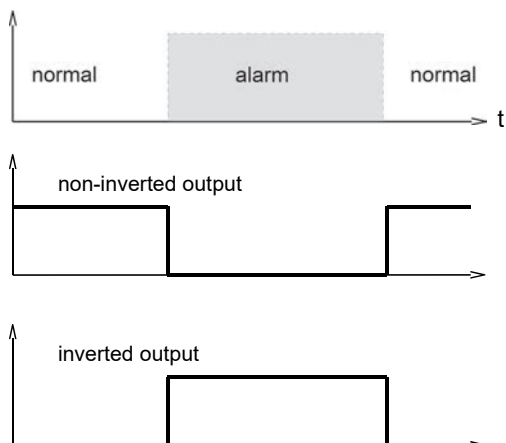 normal alarm normal
t
non-inverted output
inverted output